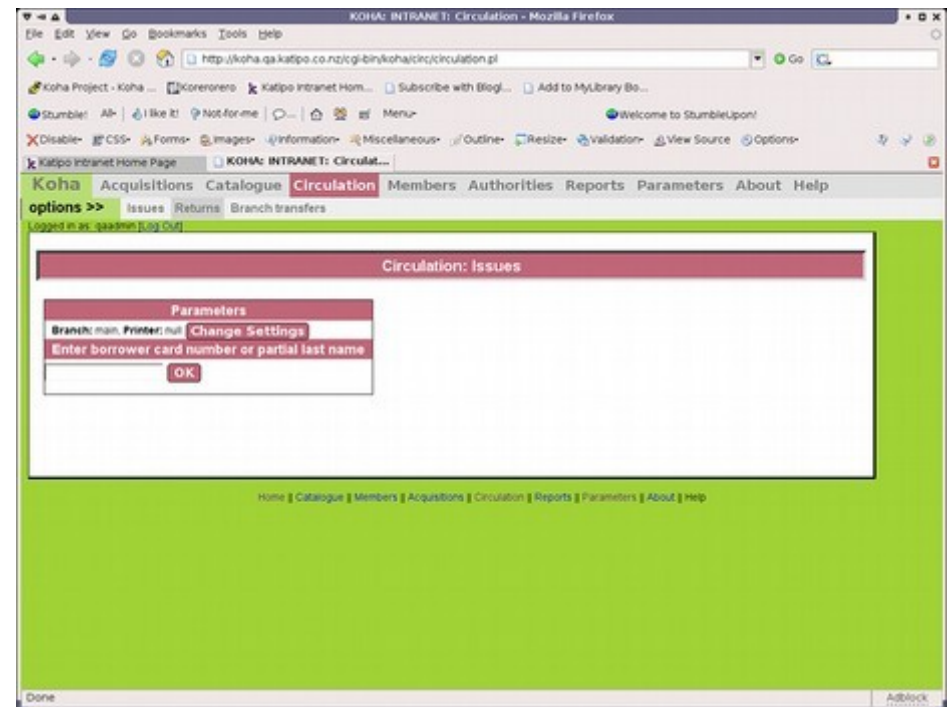 KOHA: INTRANET: Circulation - Mozilla Firefox
File Edit View Go Bookmarks Tools Help
http://koha.qa.katipo.co.nz/cgi-bin/koha/circ/circulation.pl Go
Koha Project - Koha ... Korerorero Katipo Intranet Hom... Subscribe with Blogl... Add to MyLibrary Bo...
Stumble! All I like it! Not-for-me Menu Welcome to StumbleUpon!
Disable CSS Forms Images Information Miscellaneous Outline Resize Validation View Source Options
Katipo Intranet Home Page KOHA: INTRANET: Circulat...
Koha Acquisitions Catalogue Circulation Members Authorities Reports Parameters About Help
options >> Issues Returns Branch transfers
Logged in as: qaadmin [Log Out]
Circulation: Issues
Parameters
Branch: main, Printer: null Change Settings
Enter borrower card number or partial last name
OK
Home || Catalogue || Members || Acquisitions || Circulation || Reports || Parameters || About || Help
Done Adblock